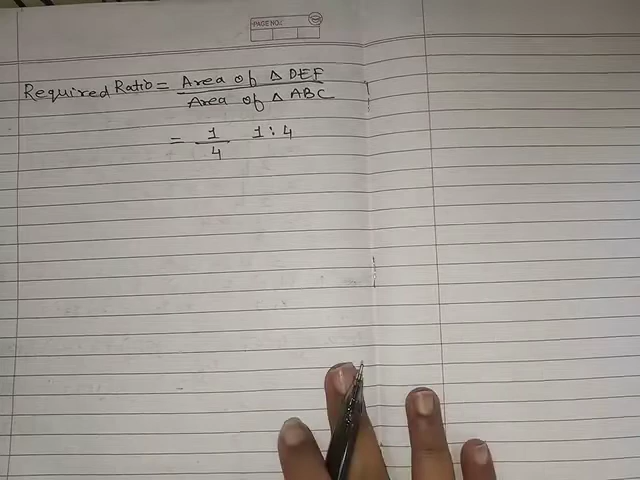 PAGE NO.:
Required Ratio = Area of △ DEF
Area of △ ABC
= 1 1:4
4